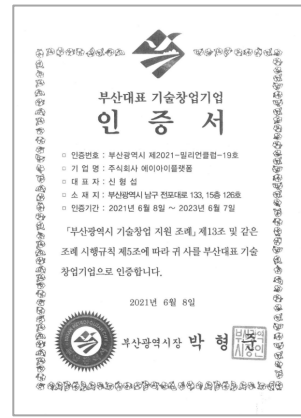 부산대표 기술창업기업
인 증 서
▫ 인증번호 : 부산광역시 제2021-밀리언클럽-19호
▫ 기 업 명 : 주식회사 에이아이플랫폼
▫ 대 표 자 : 신 형 섭
▫ 소 재 지 : 부산광역시 남구 전포대로 133, 15층 126호
▫ 인증기간 : 2021년 6월 8일 ~ 2023년 6월 7일
「부산광역시 기술창업 지원 조례」제13조 및 같은
조례 시행규칙 제5조에 따라 귀 사를 부산대표 기술
창업기업으로 인증합니다.
2021년 6월 8일
부산광역시장 박 형 준